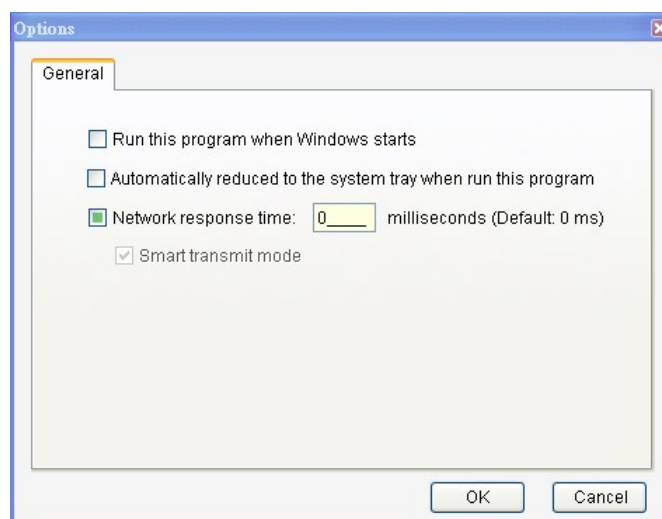 Options
General
Run this program when Windows starts
Automatically reduced to the system tray when run this program
Network response time: 0____ milliseconds (Default: 0 ms)
Smart transmit mode
OK Cancel